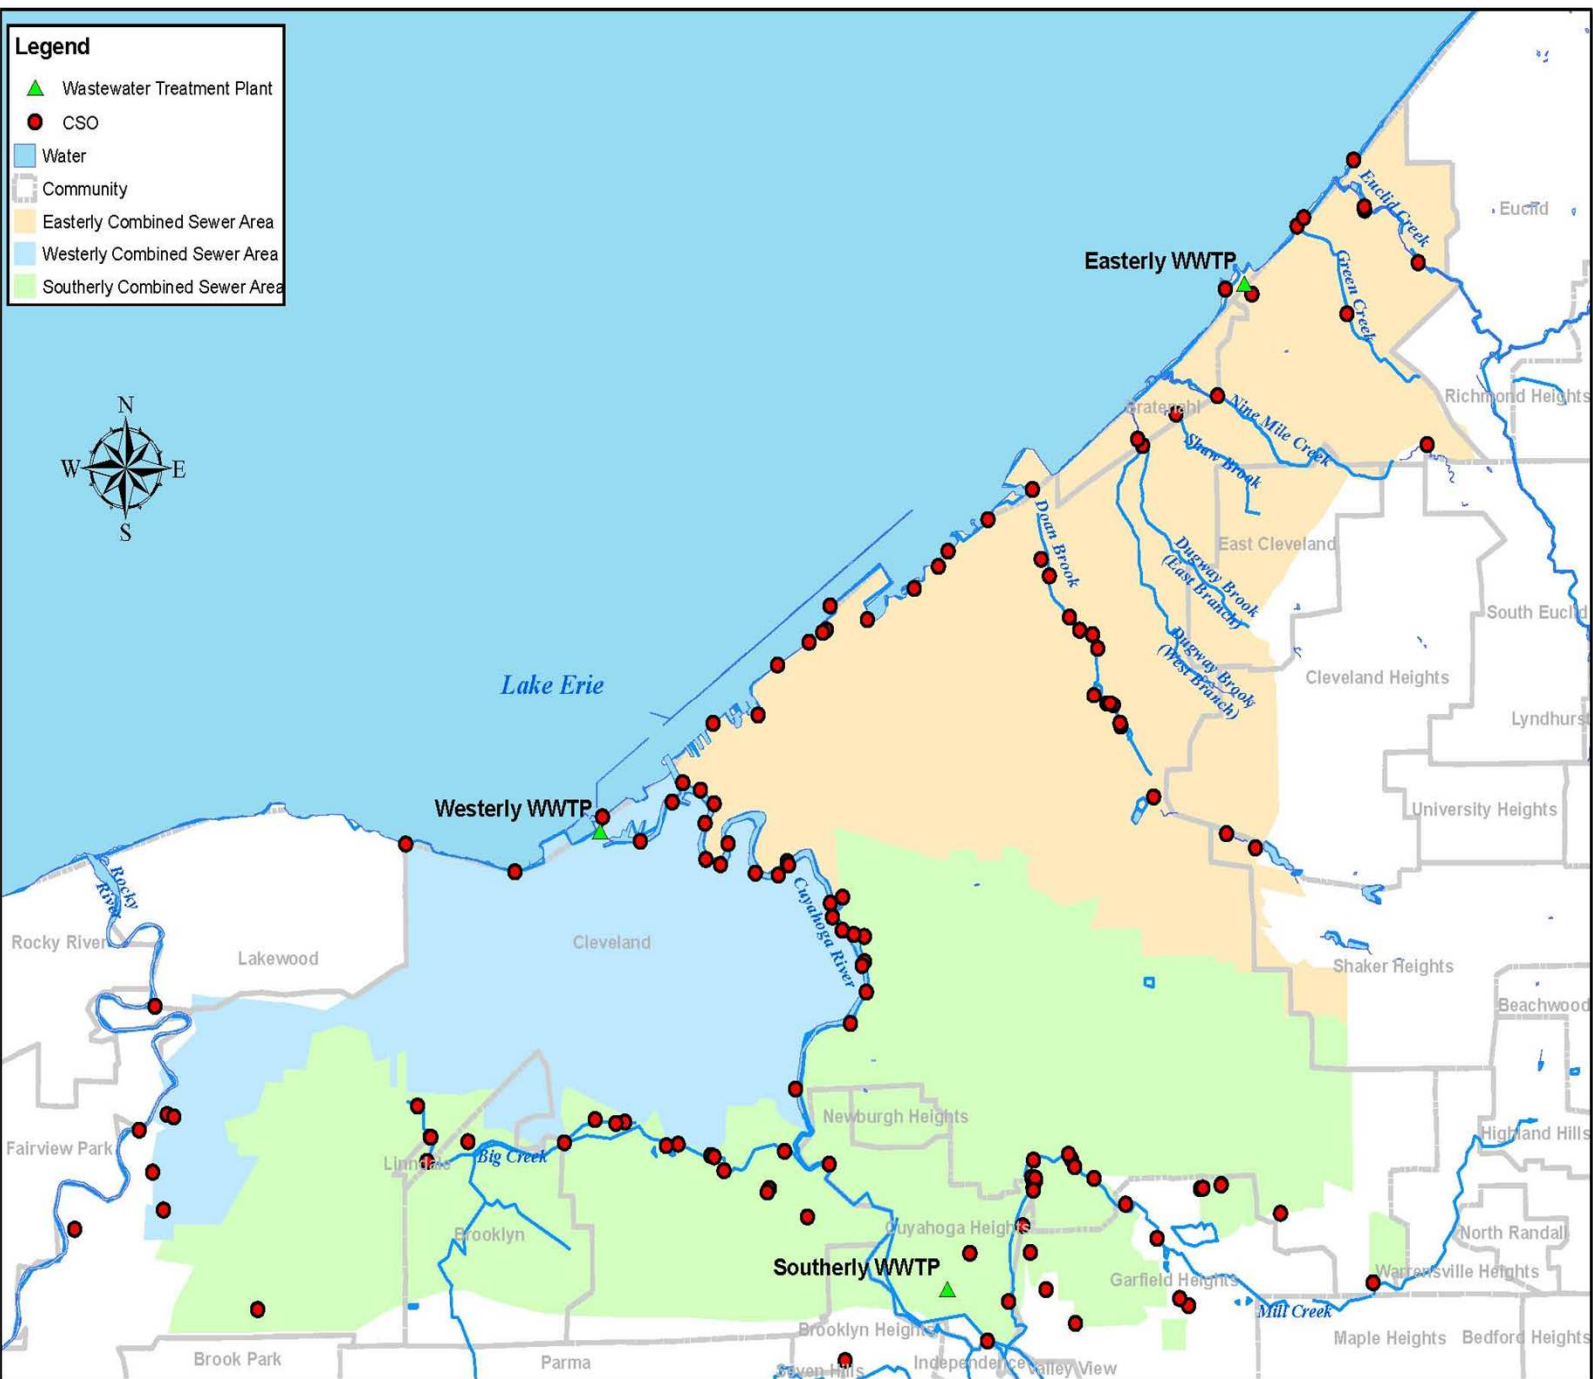 Legend
Wastewater Treatment Plant
CSO
Water
Community
Easterly Combined Sewer Area
Westerly Combined Sewer Area
Southerly Combined Sewer Area
N
W
E
S
Euclid Creek
Euclid
Easterly WWTP
Green Creek
Richmond Heights
Bratenahl
Nine Mile Creek
Shaw Brook
Doan Brook
East Cleveland
Dugway Brook
(East Branch)
South Euclid
Dugway Brook
(West Branch)
Cleveland Heights
Lake Erie
Lyndhurst
Westerly WWTP
University Heights
Rocky
River
Cuyahoga River
Rocky River
Lakewood
Cleveland
Shaker Heights
Beachwood
Newburgh Heights
Highland Hills
Fairview Park
Linndale
Big Creek
Brooklyn
Cuyahoga Heights
North Randall
Southerly WWTP
Garfield Heights
Warrensville Heights
Mill Creek
Brooklyn Heights
Maple Heights
Bedford Heights
Brook Park
Parma
Seven Hills
Independence
Valley View